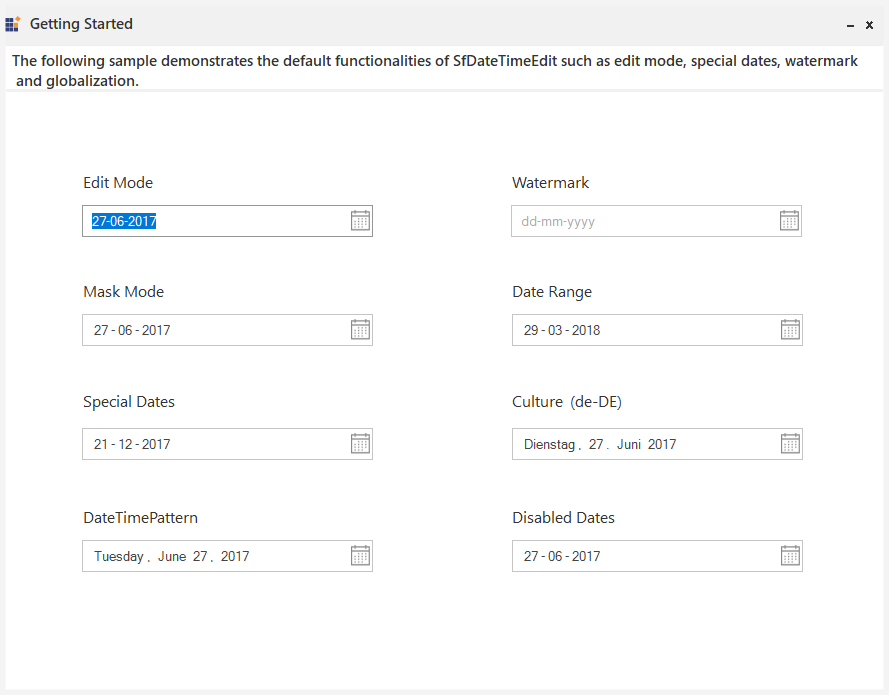 Getting Started
The following sample demonstrates the default functionalities of SfDateTimeEdit such as edit mode, special dates, watermark
and globalization.
Edit Mode
Watermark
27-06-2017
dd-mm-yyyy
Mask Mode
Date Range
27 - 06 - 2017
29 - 03 - 2018
Special Dates
Culture (de-DE)
21 - 12 - 2017
Dienstag , 27 . Juni 2017
DateTimePattern
Disabled Dates
Tuesday , June 27 , 2017
27 - 06 - 2017